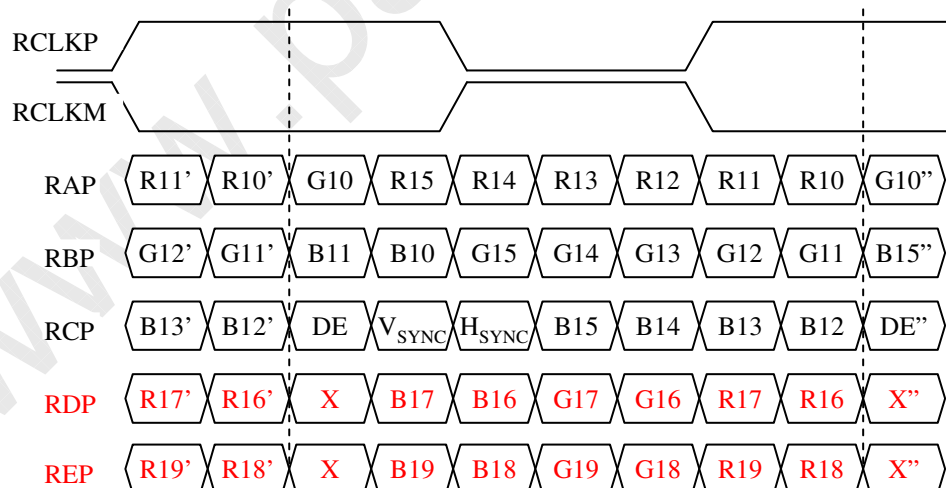 RCLKP
RCLKM
RAP R11’ R10’ G10 R15 R14 R13 R12 R11 R10 G10”
RBP G12’ G11’ B11 B10 G15 G14 G13 G12 G11 B15”
RCP B13’ B12’ DE VSYNC HSYNC B15 B14 B13 B12 DE”
RDP R17’ R16’ X B17 B16 G17 G16 R17 R16 X”
REP R19’ R18’ X B19 B18 G19 G18 R19 R18 X”